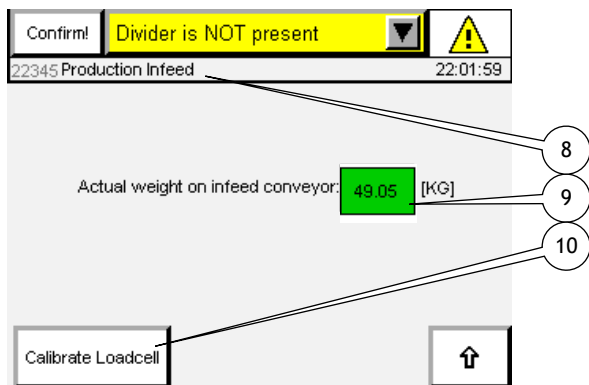 Confirm! Divider is NOT present
22345 Production Infeed 22:01:59
8
Actual weight on infeed conveyor: 49.05 [KG]
9
10
Calibrate Loadcell